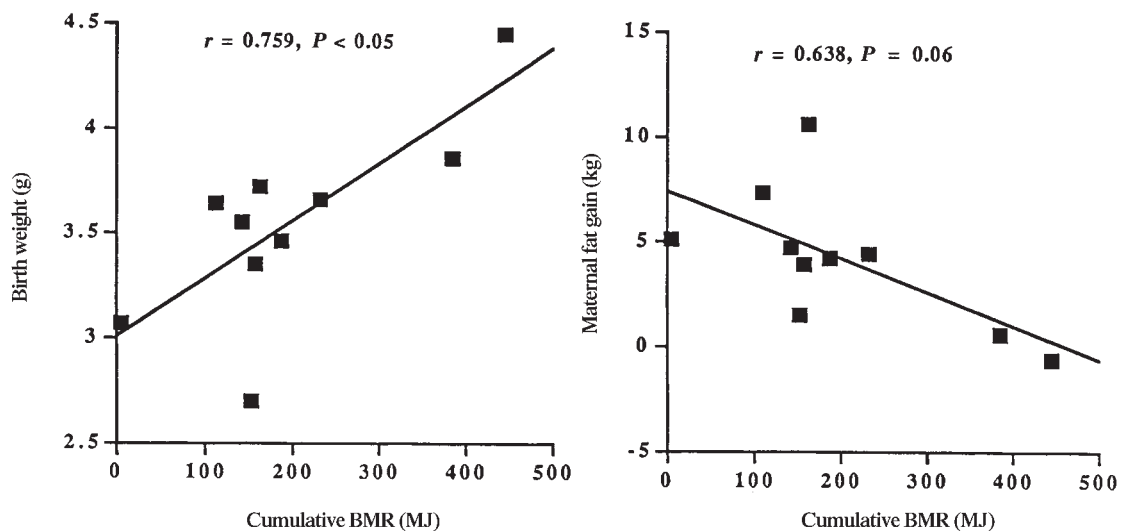 r = 0.759, P < 0.05
4.5
4
3.5
3
2.5
Birth weight (g)
0 100 200 300 400 500
Cumulative BMR (MJ)
r = 0.638, P = 0.06
15
10
5
0
-5
Maternal fat gain (kg)
0 100 200 300 400 500
Cumulative BMR (MJ)